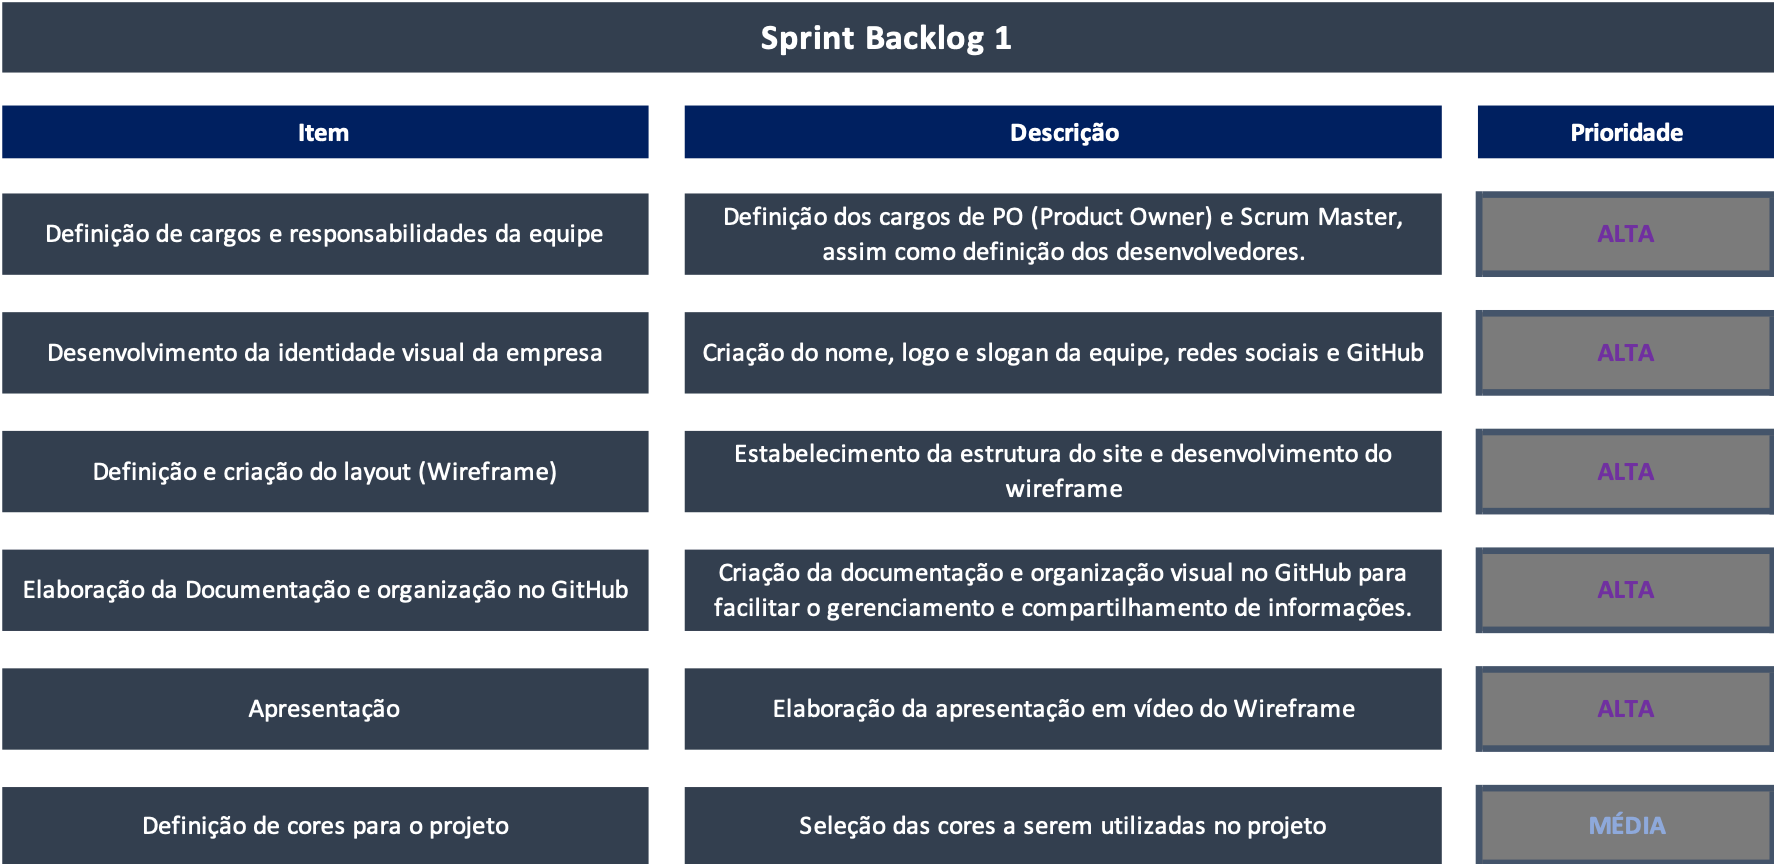 Sprint Backlog 1
Item
Descrição
Prioridade
Definição de cargos e responsabilidades da equipe
Definição dos cargos de PO (Product Owner) e Scrum Master,
assim como definição dos desenvolvedores.
ALTA
Desenvolvimento da identidade visual da empresa
Criação do nome, logo e slogan da equipe, redes sociais e GitHub
ALTA
Definição e criação do layout (Wireframe)
Estabelecimento da estrutura do site e desenvolvimento do
wireframe
ALTA
Elaboração da Documentação e organização no GitHub
Criação da documentação e organização visual no GitHub para
facilitar o gerenciamento e compartilhamento de informações.
ALTA
Apresentação
Elaboração da apresentação em vídeo do Wireframe
ALTA
Definição de cores para o projeto
Seleção das cores a serem utilizadas no projeto
MÉDIA